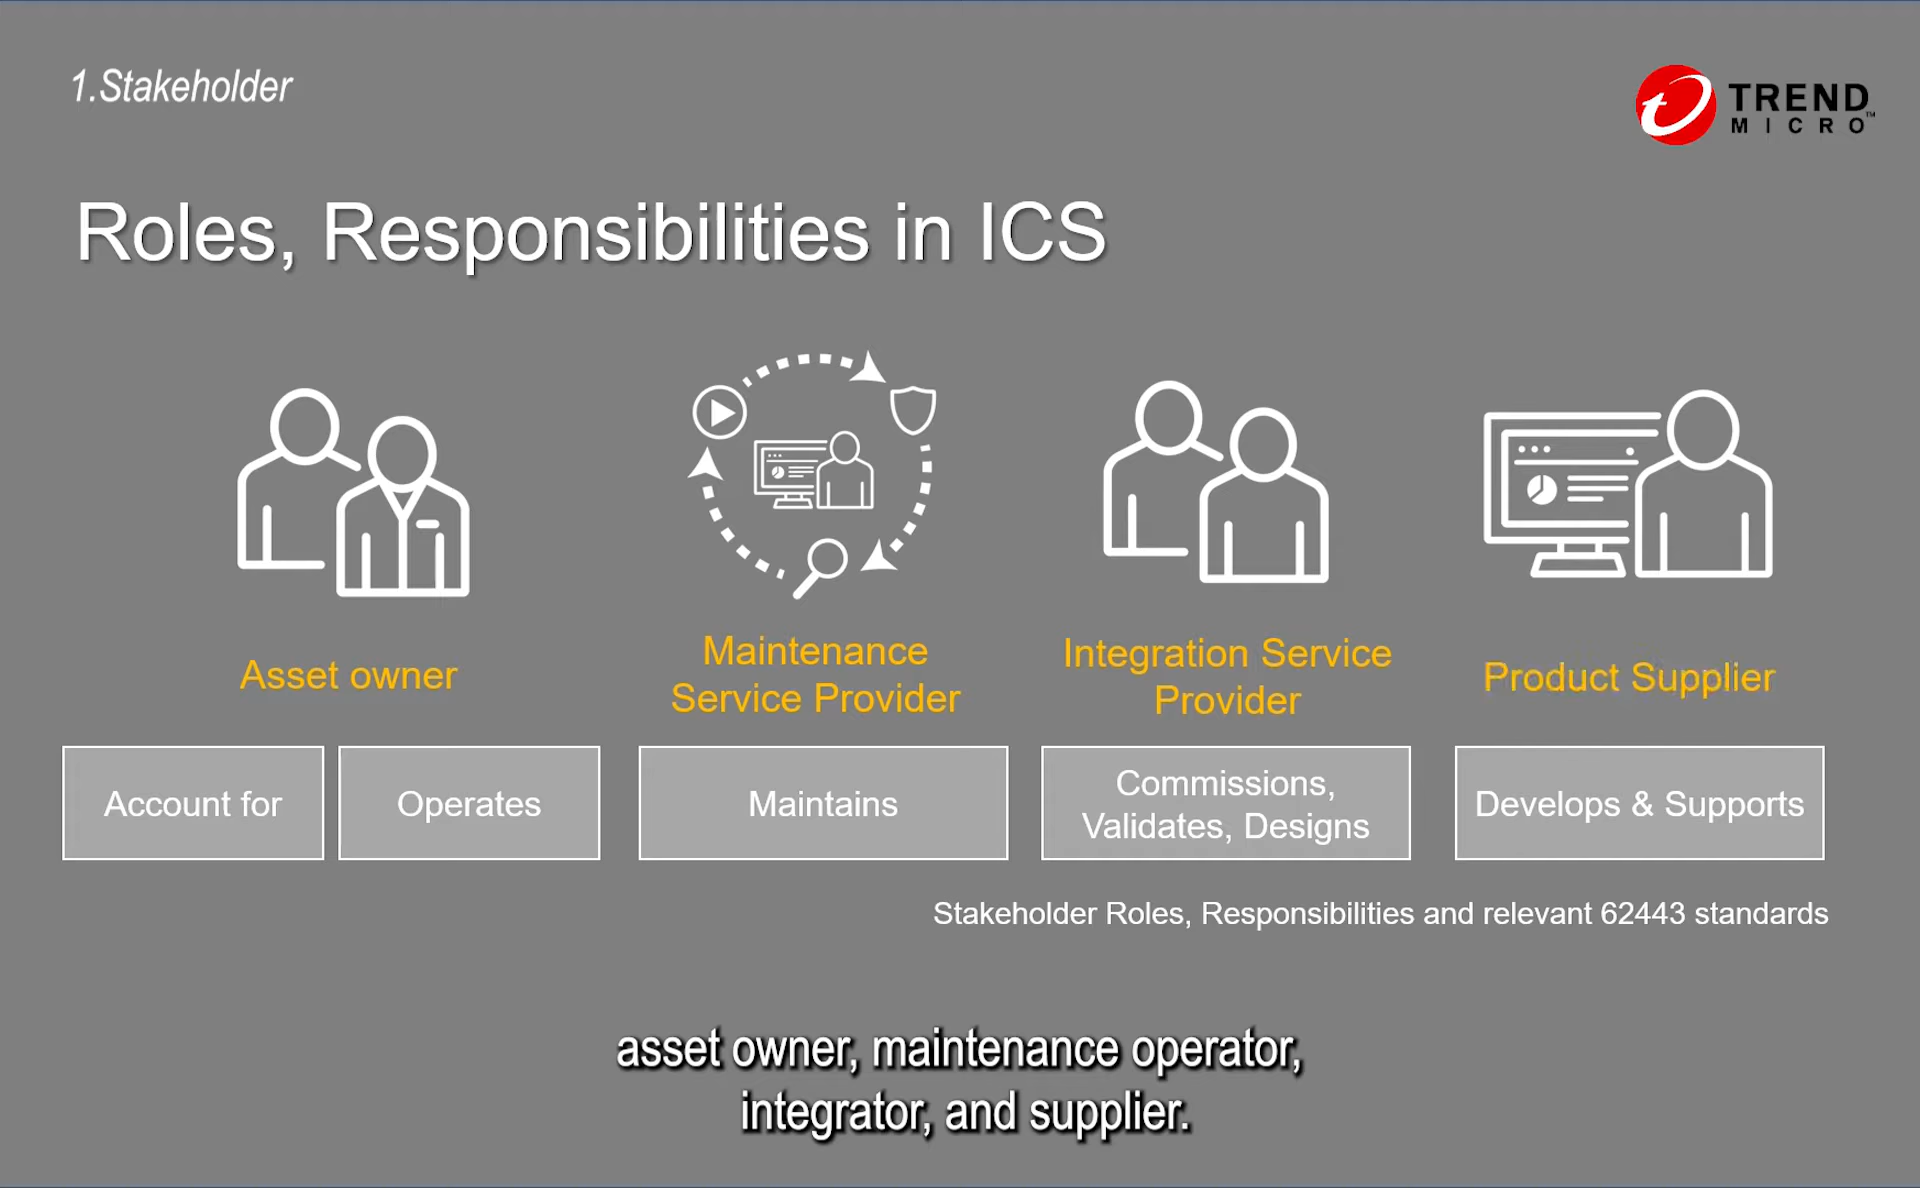 1.Stakeholder
TREND
MICRO™
Roles, Responsibilities in ICS
Asset owner
Maintenance
Service Provider
Integration Service
Provider
Product Supplier
Account for
Operates
Maintains
Commissions,
Validates, Designs
Develops & Supports
Stakeholder Roles, Responsibilities and relevant 62443 standards
asset owner, maintenance operator,
integrator, and supplier.